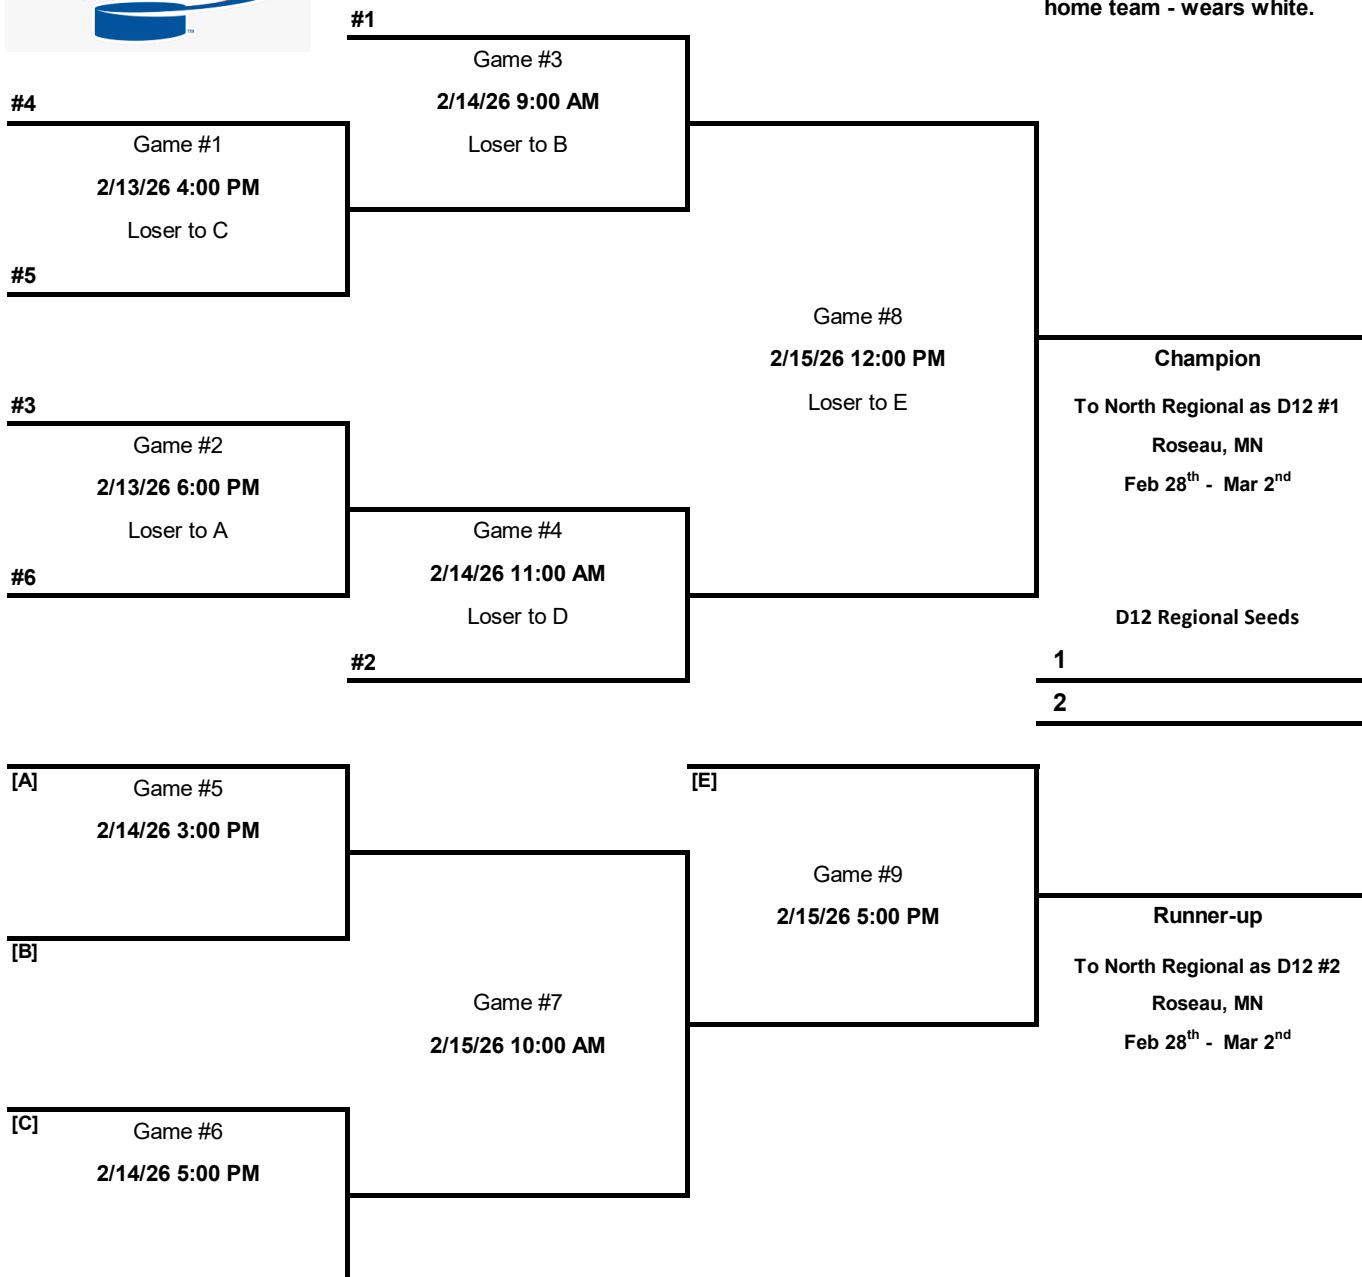 home team - wears white.
#1
Game #3
2/14/26 9:00 AM
Loser to B
#4
Game #1
2/13/26 4:00 PM
Loser to C
#5
Game #8
2/15/26 12:00 PM
Loser to E
Champion
To North Regional as D12 #1
Roseau, MN
Feb 28th - Mar 2nd
#3
Game #2
2/13/26 6:00 PM
Loser to A
#6
Game #4
2/14/26 11:00 AM
Loser to D
#2
D12 Regional Seeds
1
2
[A]
Game #5
2/14/26 3:00 PM
[B]
[E]
Game #9
2/15/26 5:00 PM
Runner-up
To North Regional as D12 #2
Roseau, MN
Feb 28th - Mar 2nd
Game #7
2/15/26 10:00 AM
[C]
Game #6
2/14/26 5:00 PM